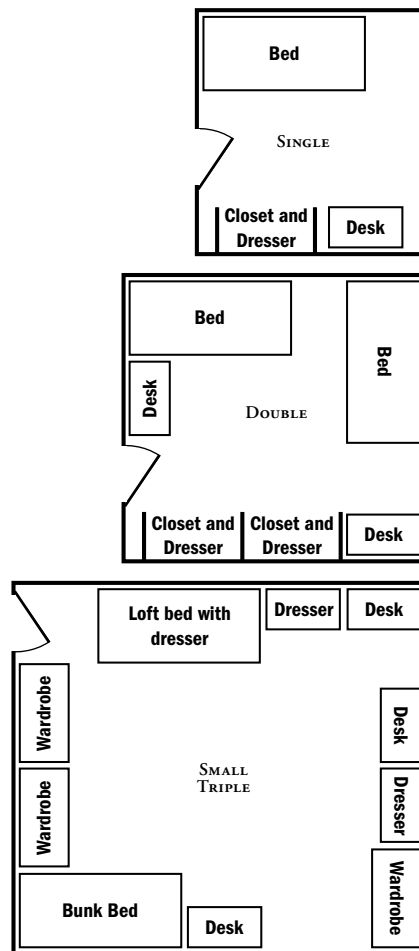 Bed
SINGLE
Closet and
Dresser
Desk
Bed
Bed
Desk
DOUBLE
Closet and
Dresser
Closet and
Dresser
Desk
Loft bed with
dresser
Dresser
Desk
Wardrobe
Desk
SMALL
TRIPLE
Wardrobe
Dresser
Bunk Bed
Desk
Wardrobe